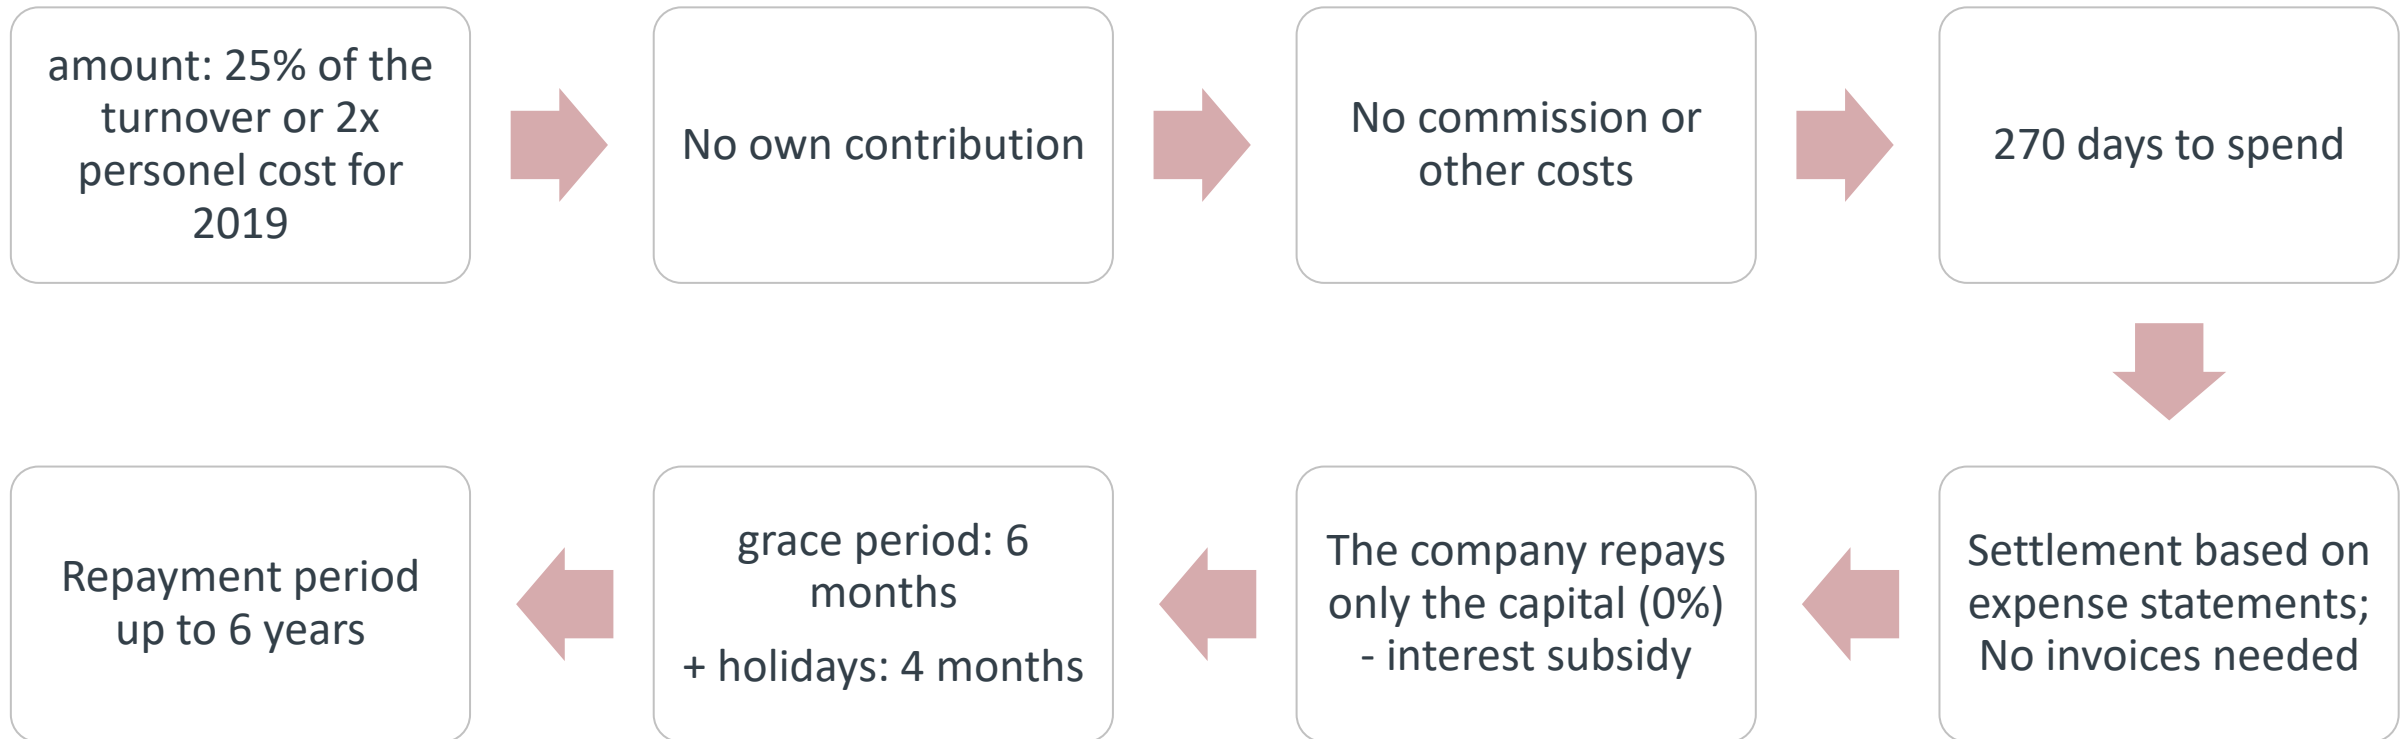 amount: 25% of the
turnover or 2x
personel cost for
2019
No own contribution
No commission or
other costs
270 days to spend
Settlement based on
expense statements;
No invoices needed
The company repays
only the capital (0%)
- interest subsidy
grace period: 6
months
+ holidays: 4 months
Repayment period
up to 6 years